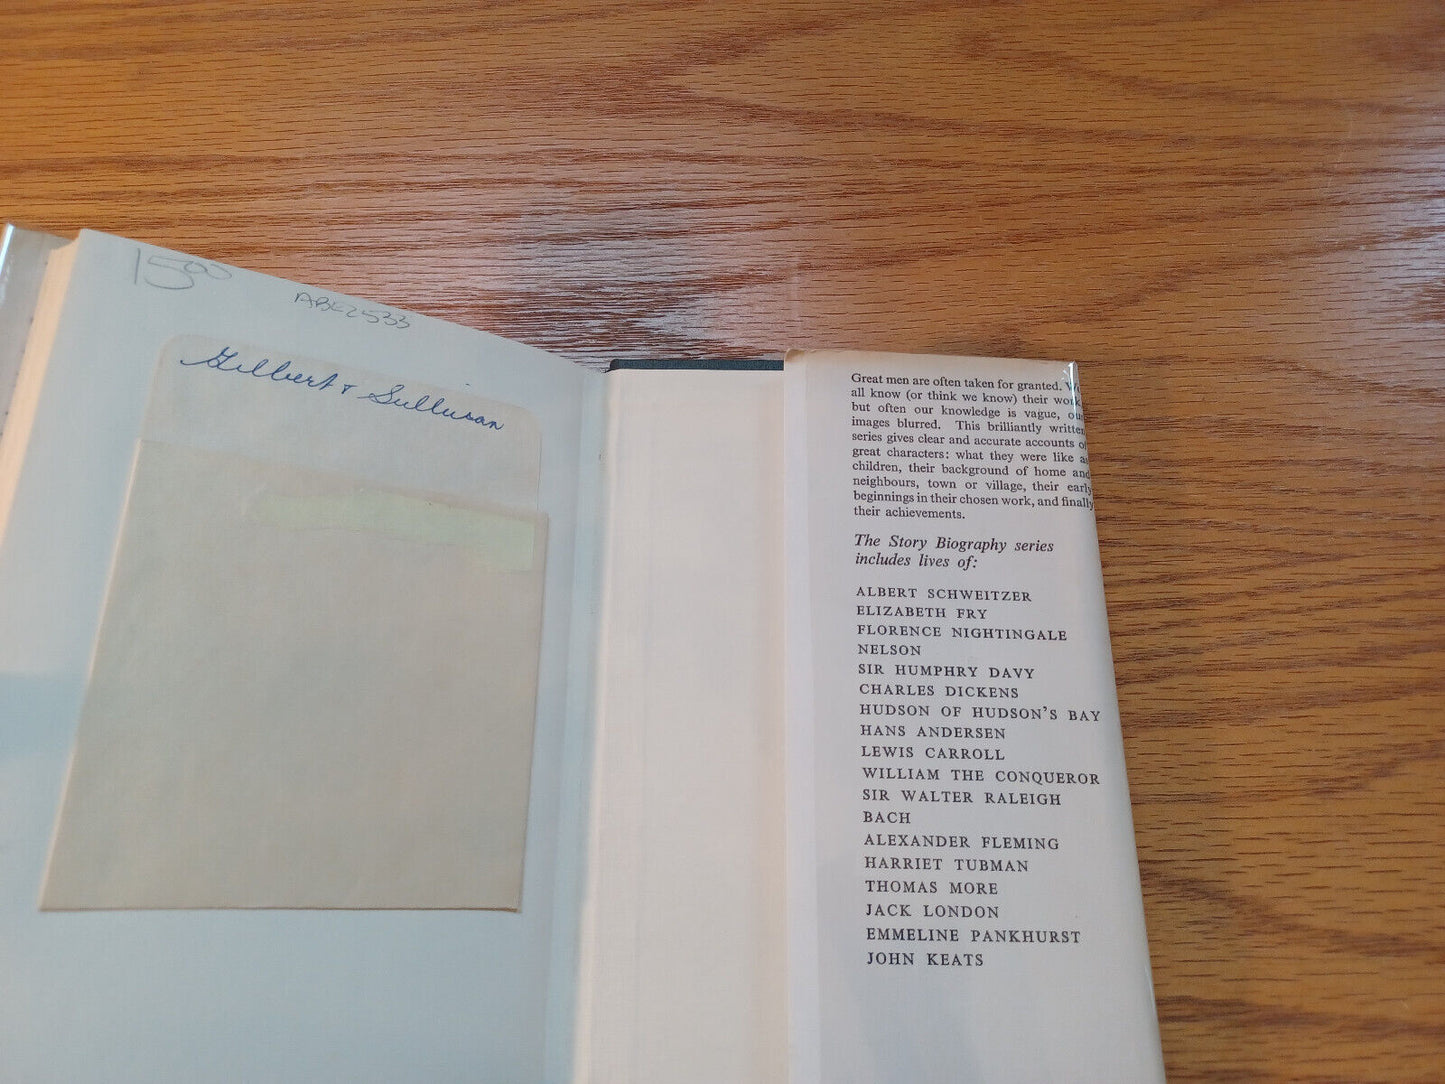 15.00
ABE2533
Gilbert & Sullivan
Great men are often taken for granted. We
all know (or think we know) their work,
but often our knowledge is vague, our
images blurred. This brilliantly written
series gives clear and accurate accounts of
great characters: what they were like as
children, their background of home and
neighbours, town or village, their early
beginnings in their chosen work, and finally
their achievements.
The Story Biography series
includes lives of:
ALBERT SCHWEITZER
ELIZABETH FRY
FLORENCE NIGHTINGALE
NELSON
SIR HUMPHRY DAVY
CHARLES DICKENS
HUDSON OF HUDSON'S BAY
HANS ANDERSEN
LEWIS CARROLL
WILLIAM THE CONQUEROR
SIR WALTER RALEIGH
BACH
ALEXANDER FLEMING
HARRIET TUBMAN
THOMAS MORE
JACK LONDON
EMMELINE PANKHURST
JOHN KEATS